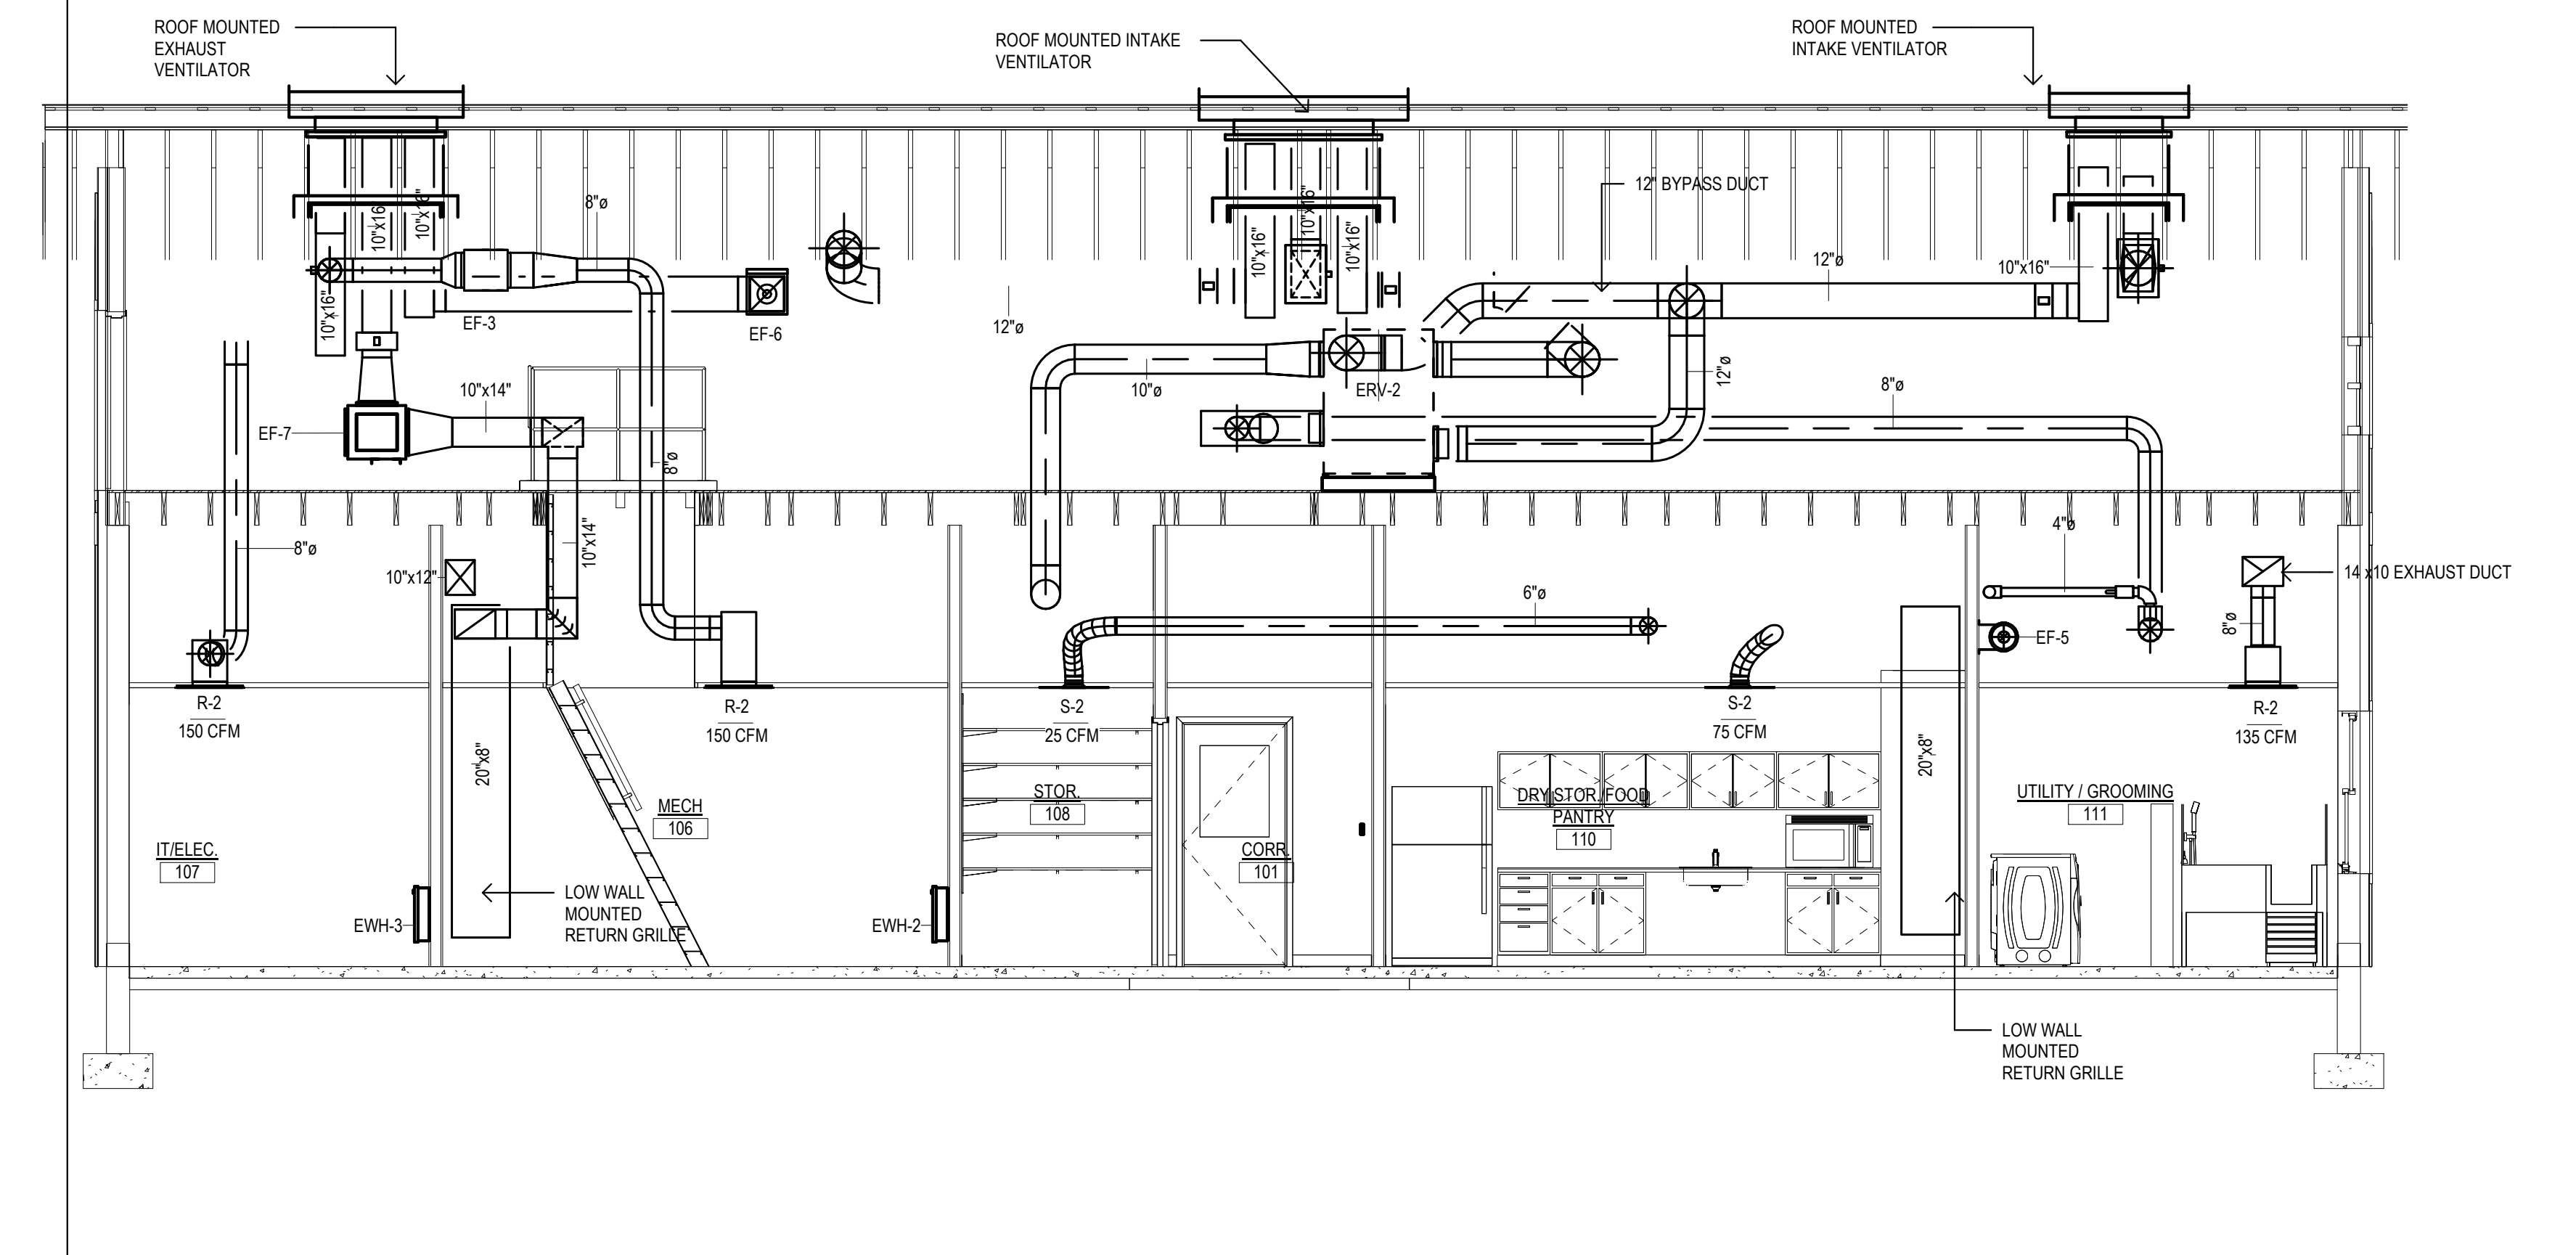 ROOF MOUNTED
EXHAUST
VENTILATOR
ROOF MOUNTED INTAKE
VENTILATOR
ROOF MOUNTED
INTAKE VENTILATOR
10"x16"
10"x16"
8"ø
10"x16"
10"x16"
10"x16"
12" BYPASS DUCT
12"ø
10"x16"
10"x16"
EF-3
EF-6
12"ø
10"x14"
10"ø
ERV-2
12"ø
8"ø
EF-7
8"ø
8"ø
10"x14"
10"x12"
4"ø
14 x10 EXHAUST DUCT
6"ø
8"ø
EF-5
R-2
150 CFM
R-2
150 CFM
S-2
25 CFM
S-2
75 CFM
R-2
135 CFM
20"x8"
20"x8"
MECH
106
STOR.
108
DRY STOR./FOOD
PANTRY
110
UTILITY / GROOMING
111
IT/ELEC.
107
CORR.
101
LOW WALL
MOUNTED
RETURN GRILLE
EWH-3
EWH-2
LOW WALL
MOUNTED
RETURN GRILLE